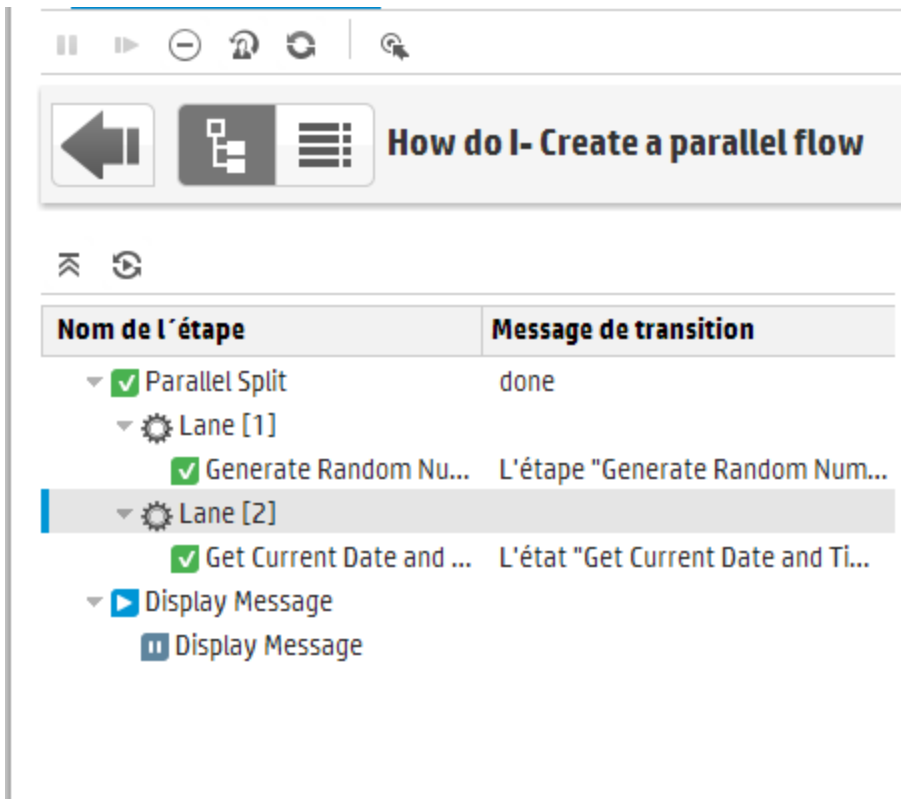 How do I- Create a parallel flow
Nom de l´étape Message de transition
Parallel Split done
Lane [1]
Generate Random Nu... L'étape "Generate Random Num...
Lane [2]
Get Current Date and ... L'état "Get Current Date and Ti...
Display Message
Display Message